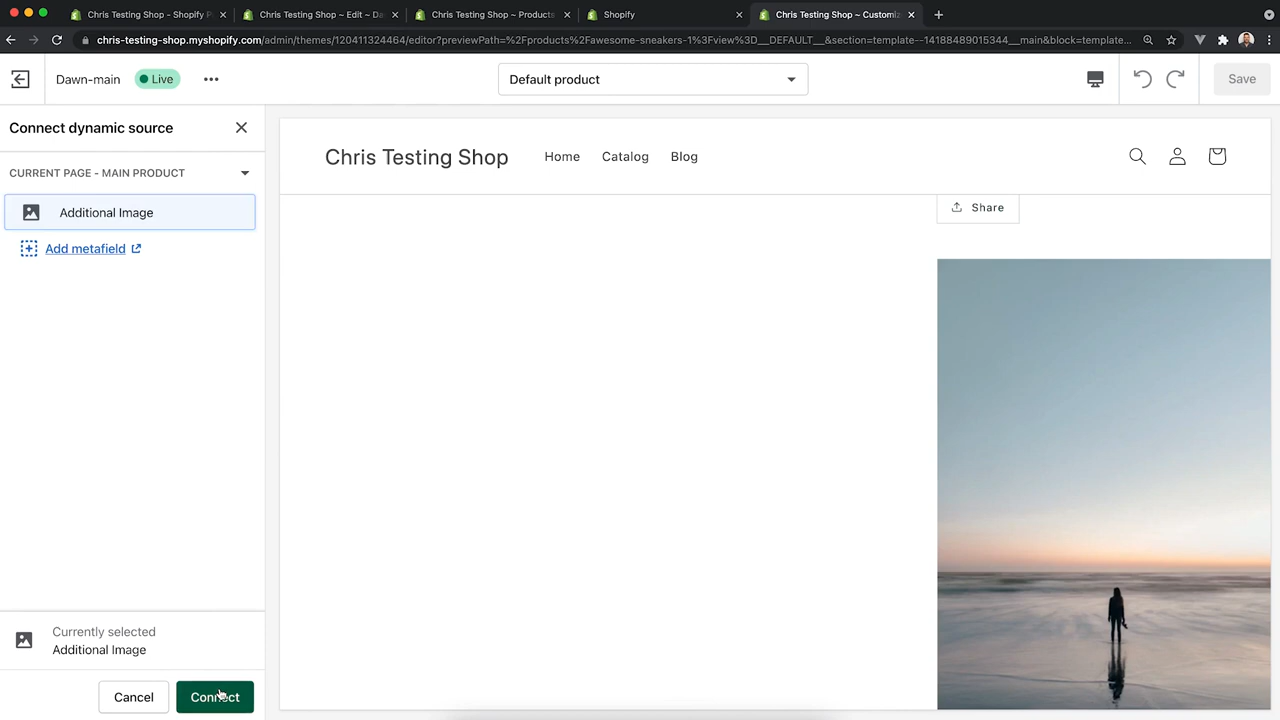 Chris Testing Shop - Shopify P
Chris Testing Shop ~ Edit ~ Da
Chris Testing Shop ~ Products
Shopify
Chris Testing Shop ~ Customiz
chris-testing-shop.myshopify.com/admin/themes/120411324464/editor?previewPath=%2Fproducts%2Fawesome-sneakers-1%3Fview%3D__DEFAULT__&section=template--14188489015344__main&block=template...
Dawn-main
Live
Default product
Save
Connect dynamic source
CURRENT PAGE - MAIN PRODUCT
Additional Image
Add metafield
Currently selected
Additional Image
Cancel
Connect
Chris Testing Shop
Home
Catalog
Blog
Share